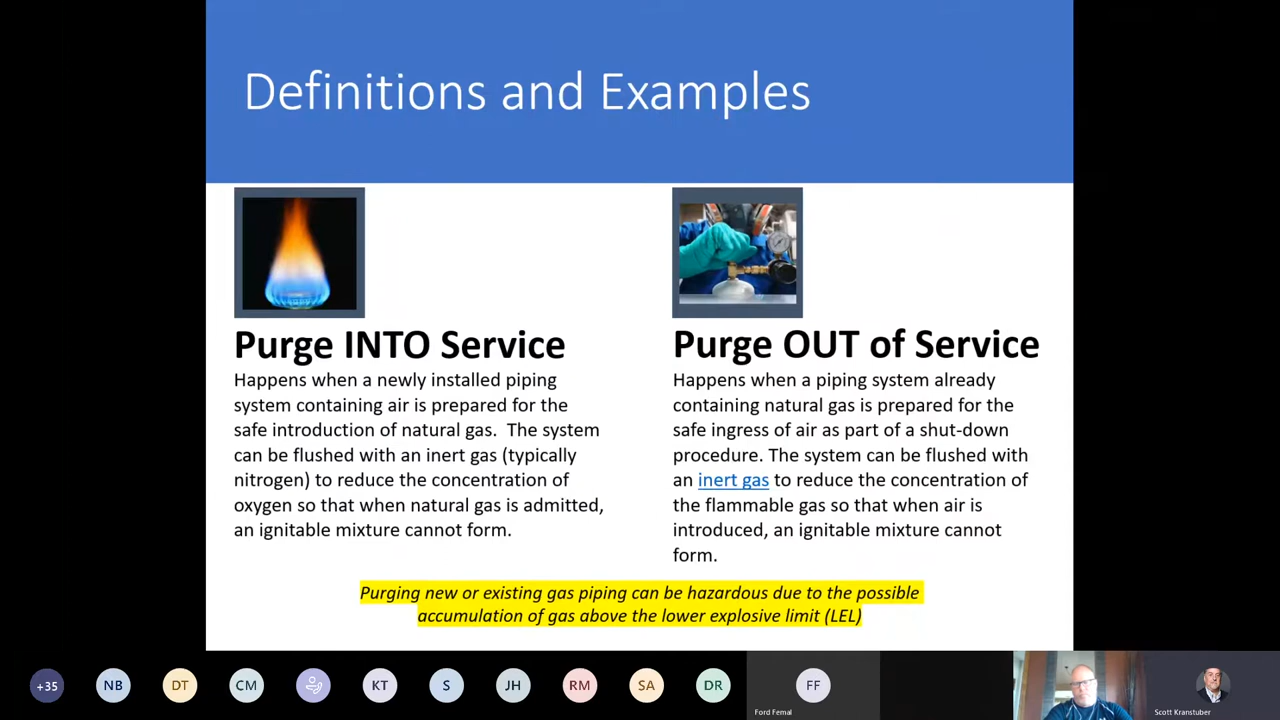 Definitions and Examples
Purge INTO Service
Happens when a newly installed piping
system containing air is prepared for the
safe introduction of natural gas.  The system
can be flushed with an inert gas (typically
nitrogen) to reduce the concentration of
oxygen so that when natural gas is admitted,
an ignitable mixture cannot form.
Purge OUT of Service
Happens when a piping system already
containing natural gas is prepared for the
safe ingress of air as part of a shut-down
procedure. The system can be flushed with
an inert gas to reduce the concentration of
the flammable gas so that when air is
introduced, an ignitable mixture cannot
form.
Purging new or existing gas piping can be hazardous due to the possible
accumulation of gas above the lower explosive limit (LEL)
+35 NB DT CM KT S JH RM SA DR FF
Ford Femal
Scott Kranstuber